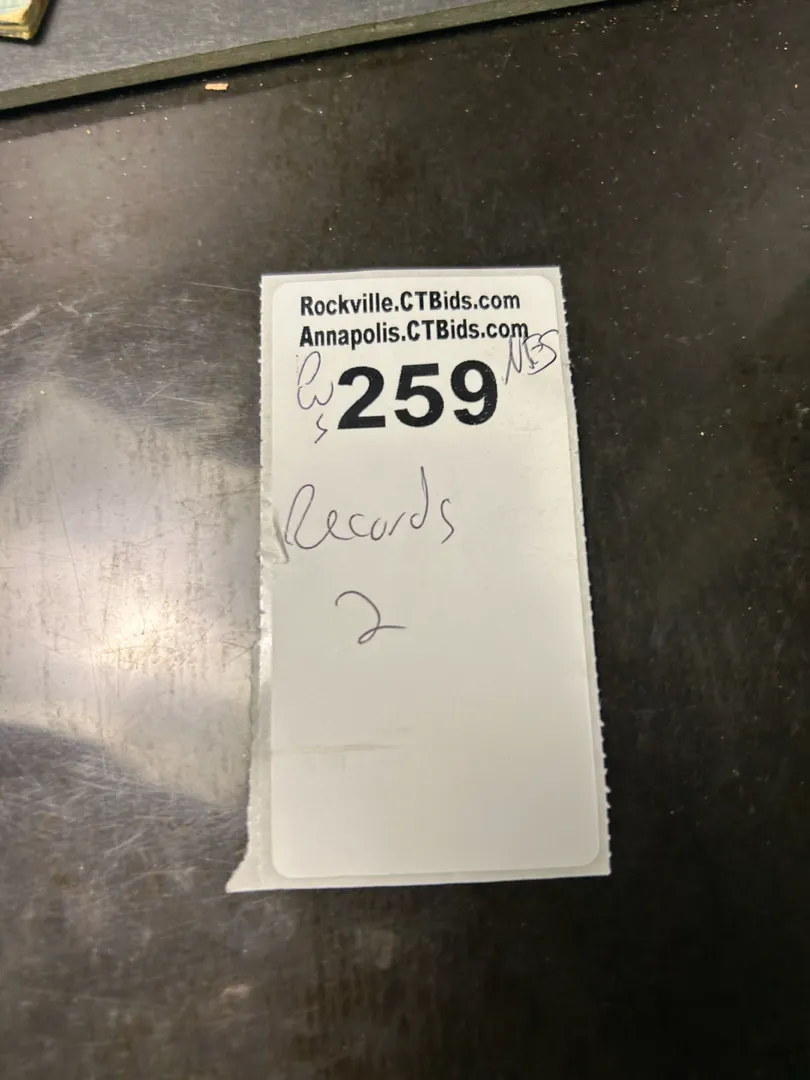 Rockville.CTBids.com
Annapolis.CTBids.com
259
Records
2